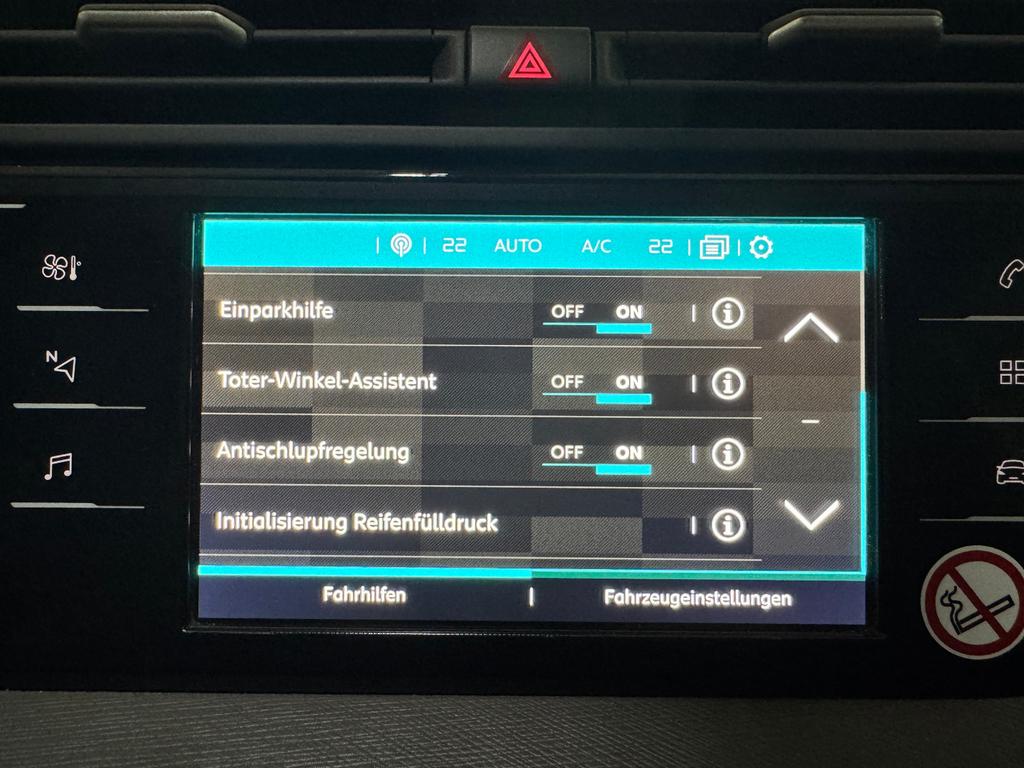 22 AUTO A/C 22
Einparkhilfe OFF ON i
Toter-Winkel-Assistent OFF ON i
Antischlupfregelung OFF ON i
Initialisierung Reifenfülldruck i
Fahrhilfen | Fahrzeugeinstellungen
N